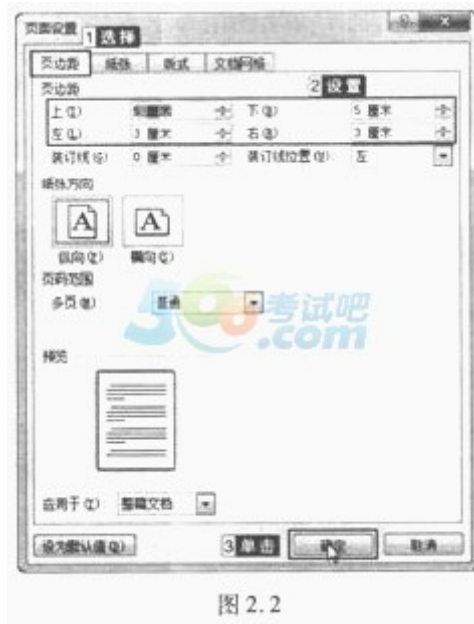 页面设置 1 选择
页边距 纸张 版式 文档网格
页边距 2 设置
上(T) 5 厘米 下(B) 5 厘米
左(L) 3 厘米 右(R) 3 厘米
装订线(G) 0 厘米 装订线位置(U) 左
纸张方向
纵向(P) 横向(S)
页码范围
多页(M) 普通
考试吧
.com
预览
应用于(Y) 整篇文档
设为默认值(D) 3 单击 确定 取消
图 2.2